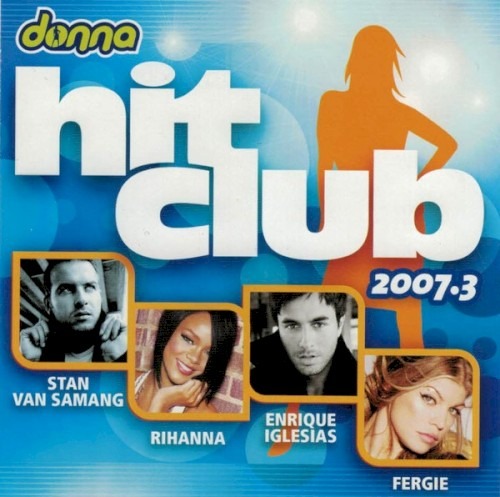 donna
hit
club
2007.3
STAN
VAN SAMANG
RIHANNA
ENRIQUE
IGLESIAS
FERGIE